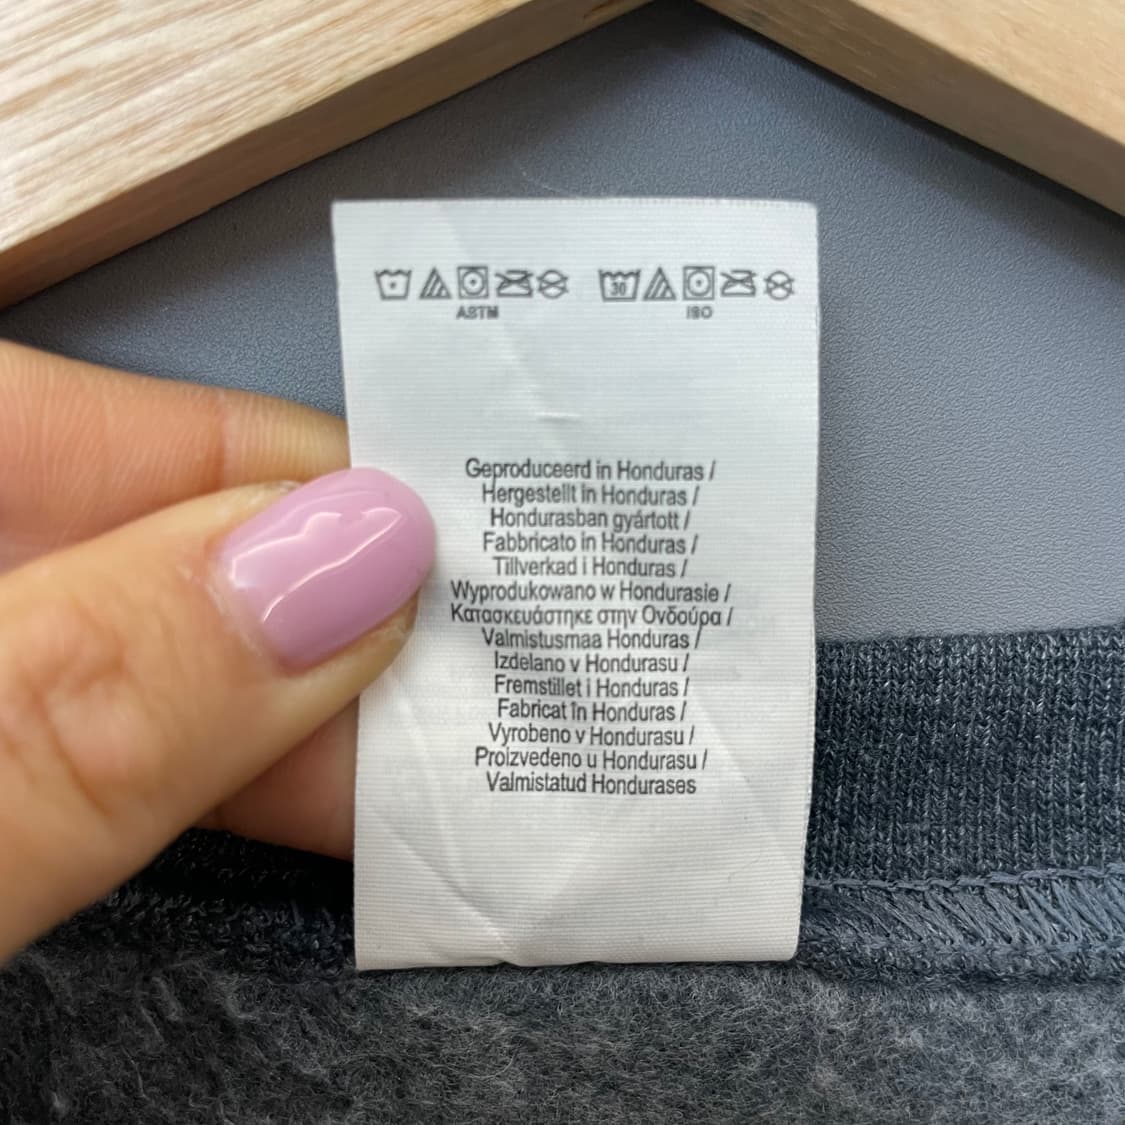 30
ASTM ISO
Geproduceerd in Honduras /
Hergestellt in Honduras /
Hondurasban gyártott /
Fabbricato in Honduras /
Tillverkad i Honduras /
Wyprodukowano w Hondurasie /
Κατασκευάστηκε στην Ονδούρα /
Valmistusmaa Honduras /
Izdelano v Hondurasu /
Fremstillet i Honduras /
Fabricat în Honduras /
Vyrobeno v Hondurasu /
Proizvedeno u Hondurasu /
Valmistatud Hondurases